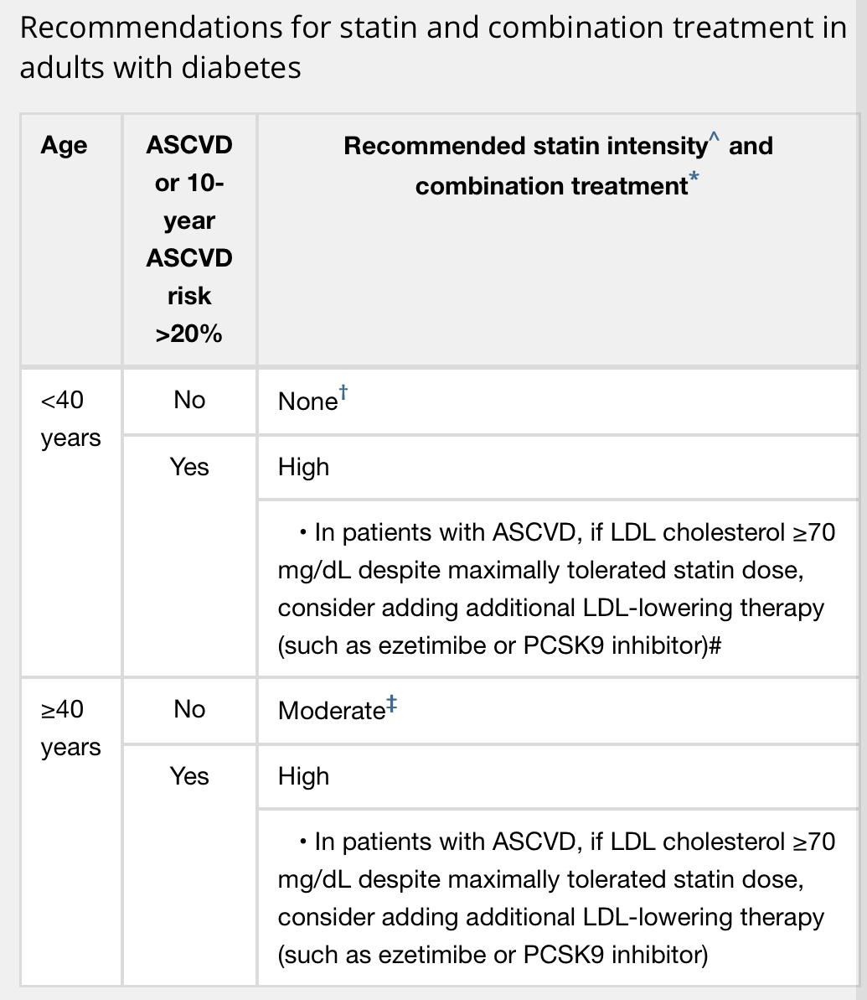 Recommendations for statin and combination treatment in
adults with diabetes
Age
ASCVD
or 10-
year
ASCVD
risk
>20%
Recommended statin intensity^ and
combination treatment*
<40
years
No
None†
Yes
High
• In patients with ASCVD, if LDL cholesterol ≥70
mg/dL despite maximally tolerated statin dose,
consider adding additional LDL-lowering therapy
(such as ezetimibe or PCSK9 inhibitor)#
≥40
years
No
Moderate‡
Yes
High
• In patients with ASCVD, if LDL cholesterol ≥70
mg/dL despite maximally tolerated statin dose,
consider adding additional LDL-lowering therapy
(such as ezetimibe or PCSK9 inhibitor)